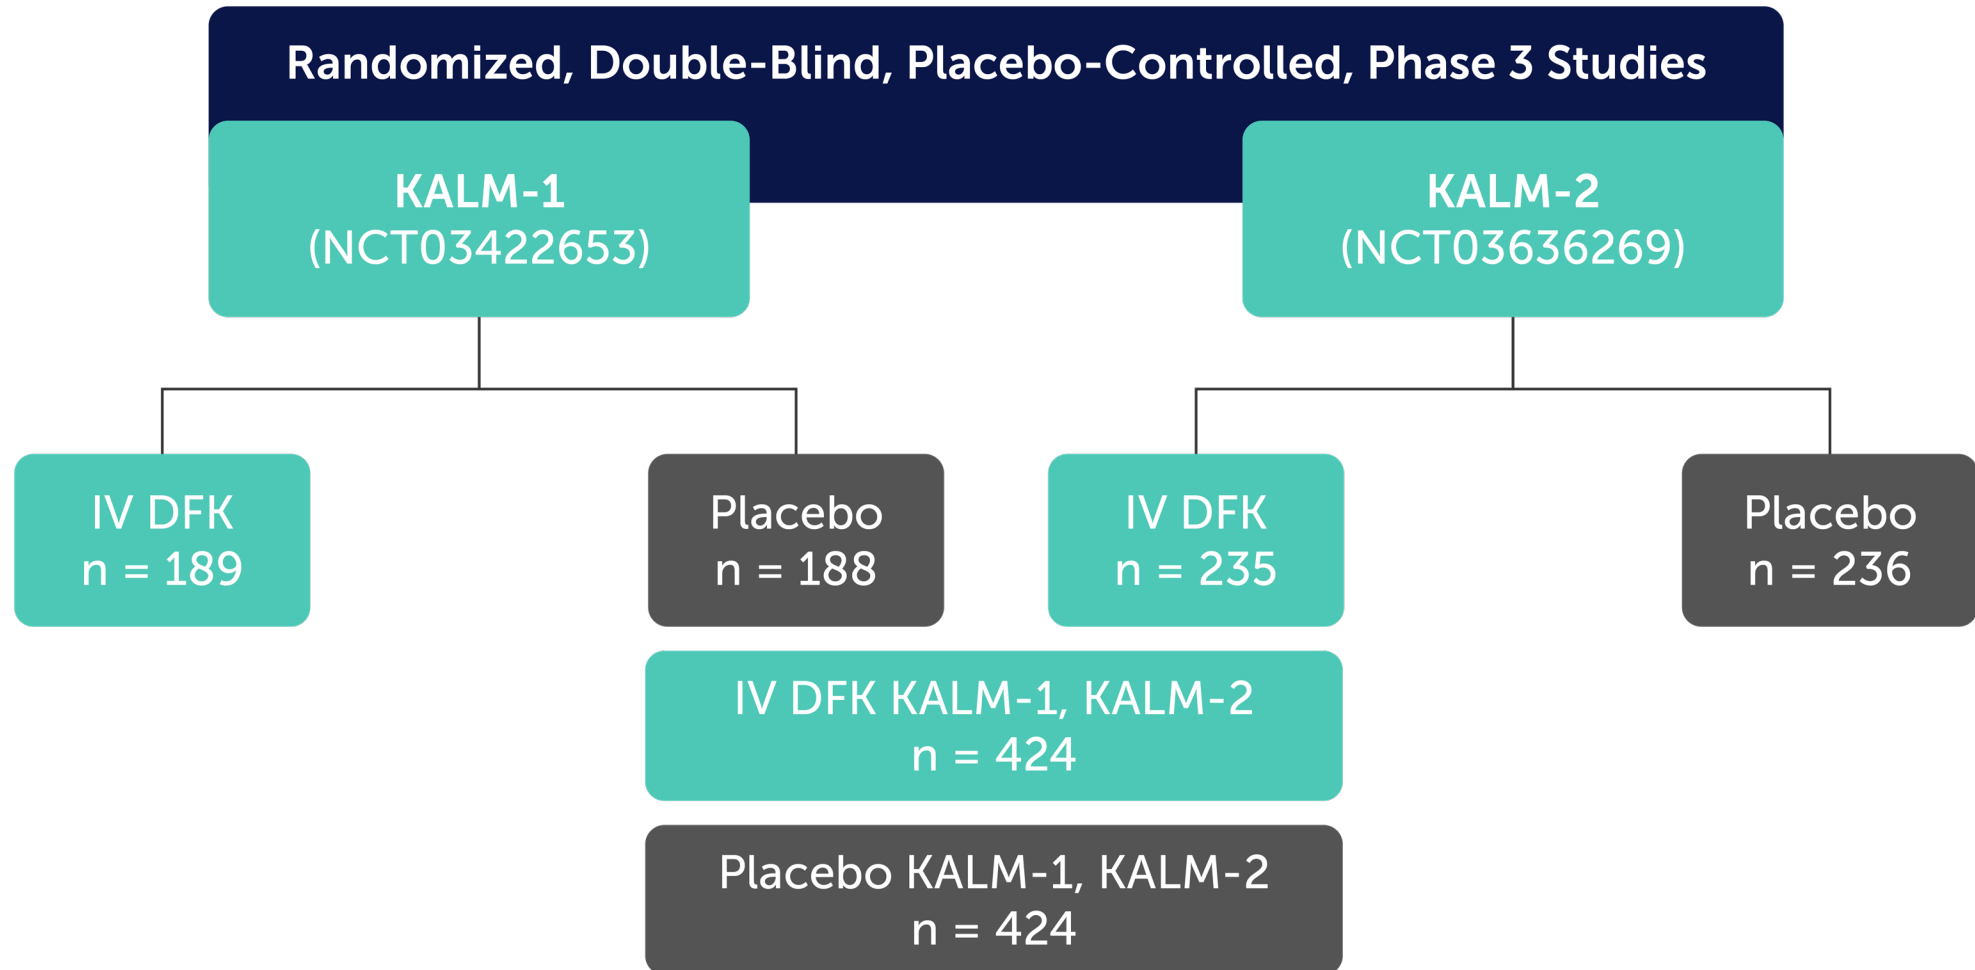 Randomized, Double-Blind, Placebo-Controlled, Phase 3 Studies
KALM-1
(NCT03422653)
KALM-2
(NCT03636269)
IV DFK
n = 189
Placebo
n = 188
IV DFK
n = 235
Placebo
n = 236
IV DFK KALM-1, KALM-2
n = 424
Placebo KALM-1, KALM-2
n = 424